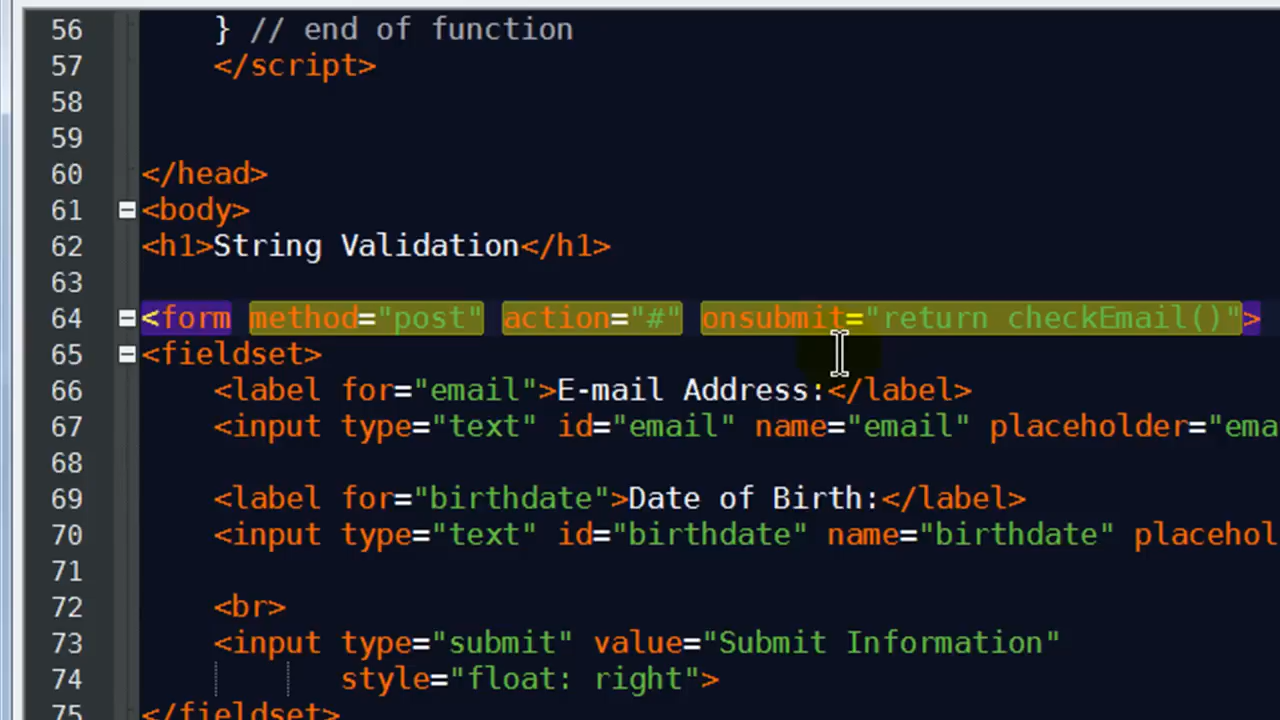 56 } // end of function
57 </script>
58
59
60 </head>
61 <body>
62 <h1>String Validation</h1>
63
64 <form method="post" action="#" onsubmit="return checkEmail()">
65 <fieldset>
66 <label for="email">E-mail Address:</label>
67 <input type="text" id="email" name="email" placeholder="ema
68
69 <label for="birthdate">Date of Birth:</label>
70 <input type="text" id="birthdate" name="birthdate" placehol
71
72 <br>
73 <input type="submit" value="Submit Information"
74 style="float: right">
75 </fieldset>